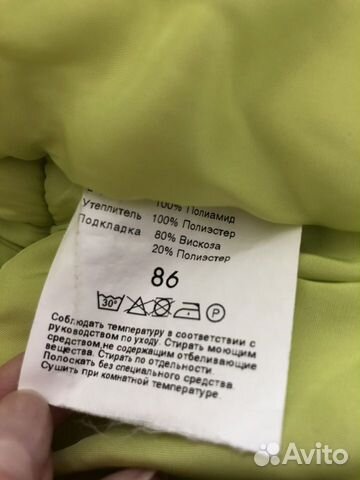 100% Полиамид
Утеплитель 100% Полиэстер
Подкладка 80% Вискоза
20% Полиэстер
86
30°
P
Соблюдать температуру в соответствии с
руководством по уходу. Стирать моющим
средством,не содержащим отбеливающие
вещества. Стирать по отдельности.
Полоскать без специального средства.
Сушить при комнатной температуре.
Avito